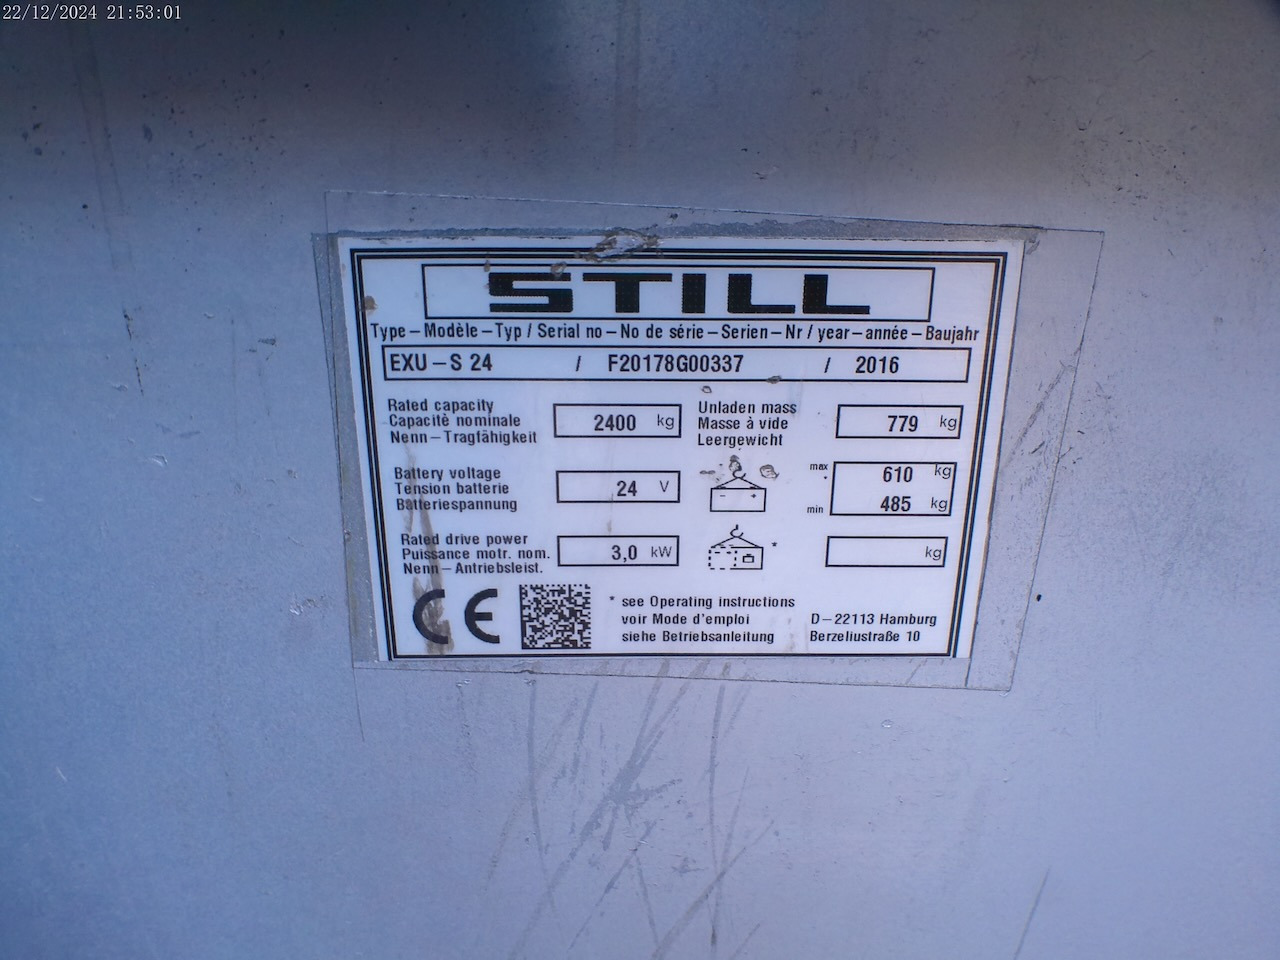 22/12/2024 21:53:01
STILL
Type – Modèle – Typ / Serial no – No de série – Serien – Nr / year – année – Baujahr
EXU – S 24 / F20178G00337 / 2016
Rated capacity
Capacité nominale
Nenn – Tragfähigkeit
2400 kg
Unladen mass
Masse à vide
Leergewicht
779 kg
Battery voltage
Tension batterie
Batteriespannung
24 V
- +
max 610 kg
min 485 kg
Rated drive power
Puissance motr. nom.
Nenn – Antriebsleist.
3,0 kW
*
kg
CE
* see Operating instructions
voir Mode d'emploi
siehe Betriebsanleitung
D – 22113 Hamburg
Berzeliustraße 10